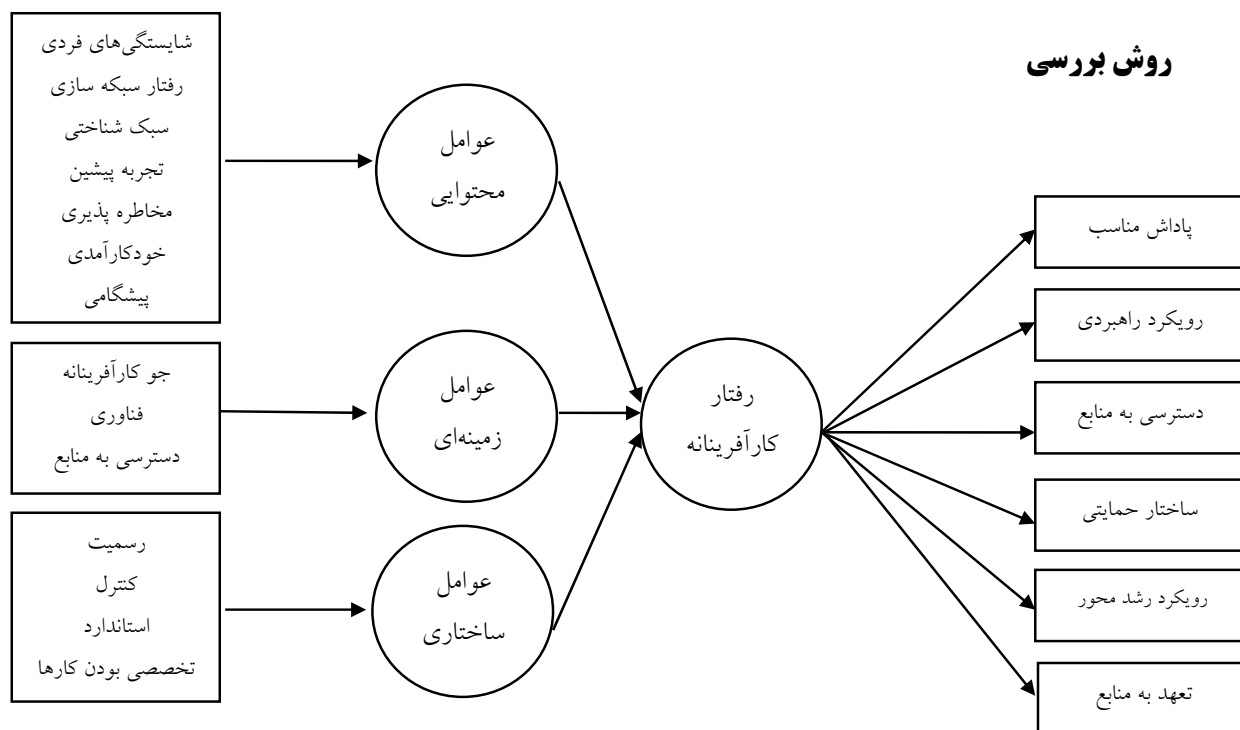 روش بررسی
شایستگی‌های فردی
رفتار سبکه سازی
سبک شناختی
تجربه پیشین
مخاطره پذیری
خودکارآمدی
پیشگامی
جو کارآفرینانه
فناوری
دسترسی به منابع
رسمیت
کنترل
استاندارد
تخصصی بودن کارها
عوامل
محتوایی
عوامل
زمینه‌ای
عوامل
ساختاری
رفتار
کارآفرینانه
پاداش مناسب
رویکرد راهبردی
دسترسی به منابع
ساختار حمایتی
رویکرد رشد محور
تعهد به منابع